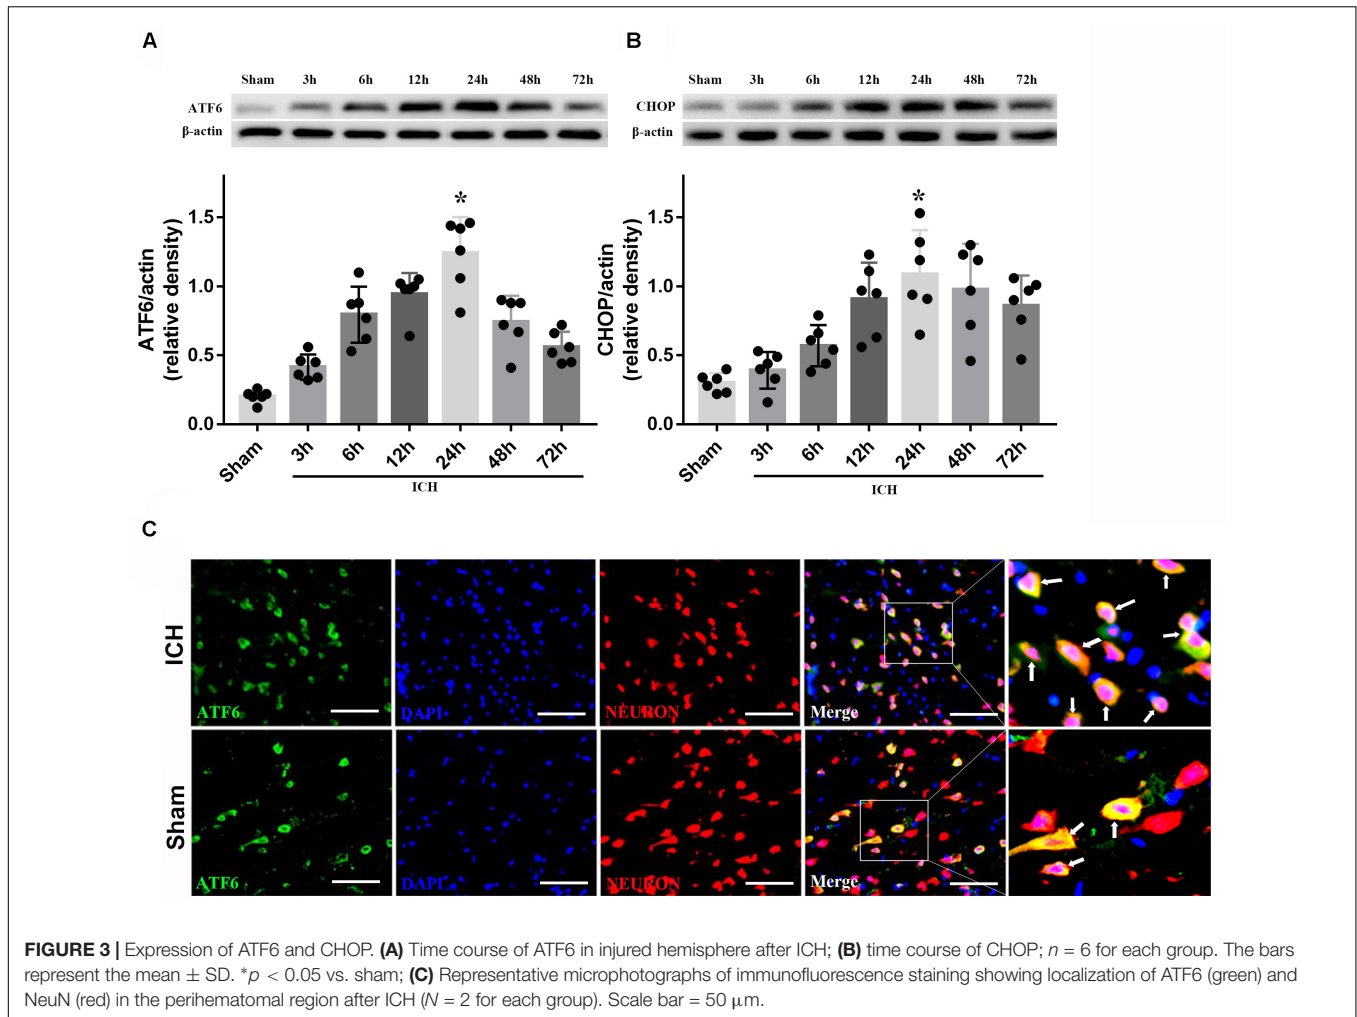 A
Sham 3h 6h 12h 24h 48h 72h
ATF6
β-actin
*
ATF6/actin
(relative density)
1.5
1.0
0.5
0.0
Sham 3h 6h 12h 24h 48h 72h
ICH
B
Sham 3h 6h 12h 24h 48h 72h
CHOP
β-actin
*
CHOP/actin
(relative density)
1.5
1.0
0.5
0.0
Sham 3h 6h 12h 24h 48h 72h
ICH
C
ICH
ATF6 DAPI NEURON Merge
Sham
ATF6 DAPI NEURON Merge
FIGURE 3 | Expression of ATF6 and CHOP. (A) Time course of ATF6 in injured hemisphere after ICH; (B) time course of CHOP; n = 6 for each group. The bars
represent the mean ± SD. *p < 0.05 vs. sham; (C) Representative microphotographs of immunofluorescence staining showing localization of ATF6 (green) and
NeuN (red) in the perihematomal region after ICH (N = 2 for each group). Scale bar = 50 μm.